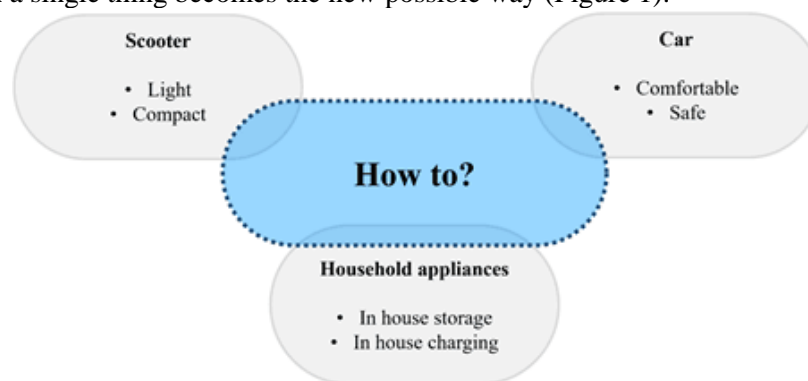 a single thing becomes the new possible way (Figure 1).
Scooter
• Light
• Compact
Car
• Comfortable
• Safe
How to?
Household appliances
• In house storage
• In house charging